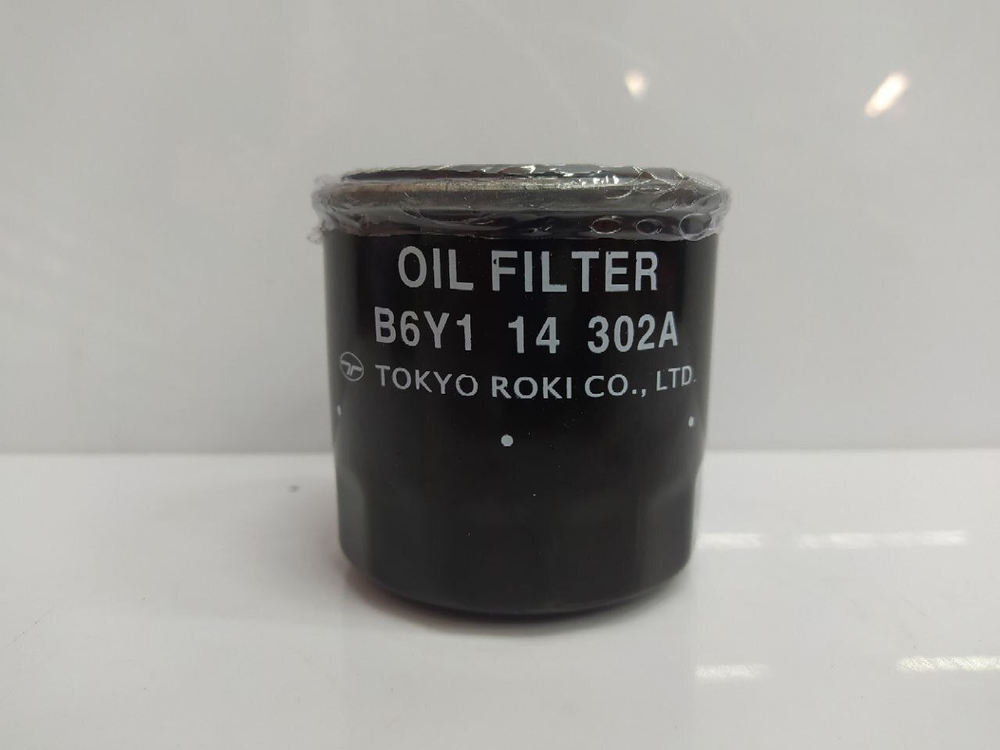 OIL FILTER
B6Y1 14 302A
TOKYO ROKI CO., LTD.